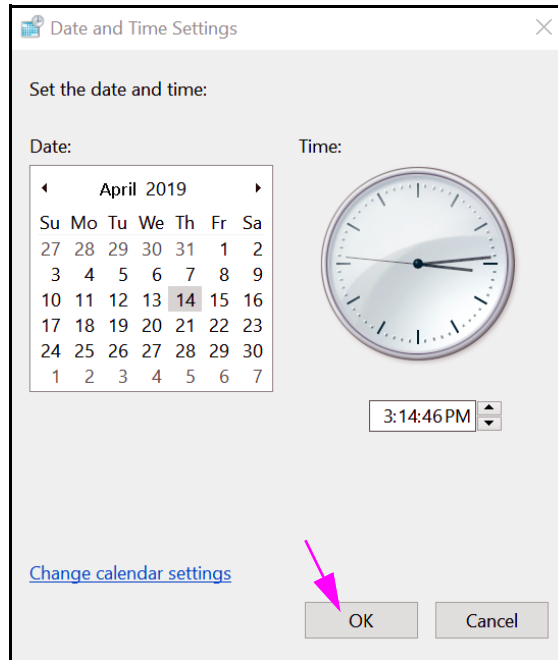 Date and Time Settings
Set the date and time:
Date:
Time:
April 2019
Su Mo Tu We Th Fr Sa
27 28 29 30 31 1 2
3 4 5 6 7 8 9
10 11 12 13 14 15 16
17 18 19 20 21 22 23
24 25 26 27 28 29 30
1 2 3 4 5 6 7
3:14:46 PM
Change calendar settings
OK Cancel